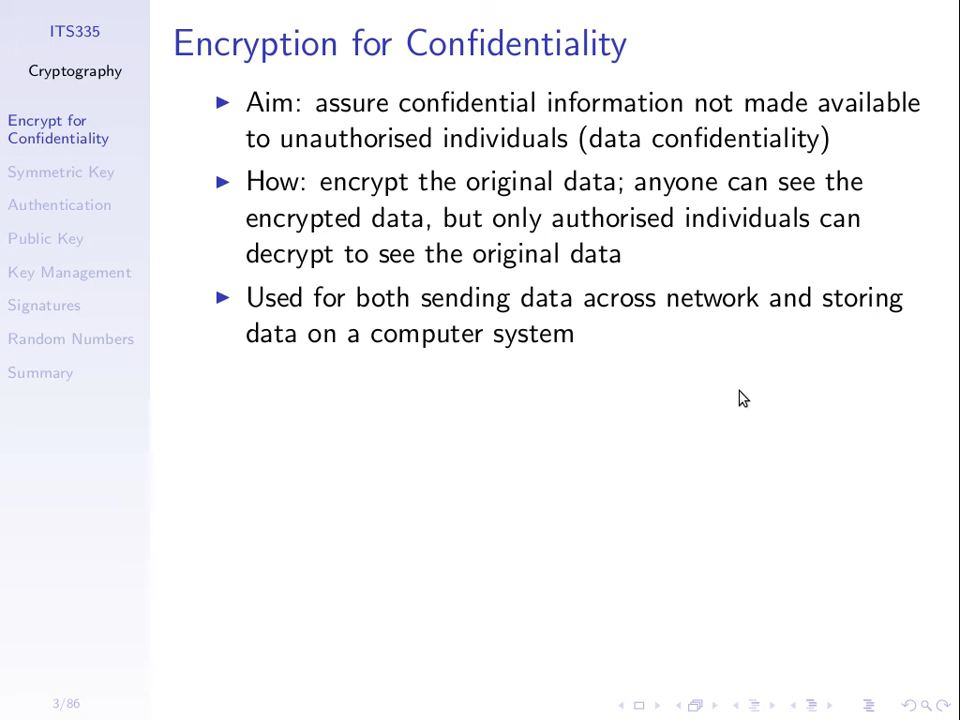 ITS335
Cryptography
Encrypt for
Confidentiality
Symmetric Key
Authentication
Public Key
Key Management
Signatures
Random Numbers
Summary
3/86
Encryption for Confidentiality
Aim: assure confidential information not made available
to unauthorised individuals (data confidentiality)
How: encrypt the original data; anyone can see the
encrypted data, but only authorised individuals can
decrypt to see the original data
Used for both sending data across network and storing
data on a computer system